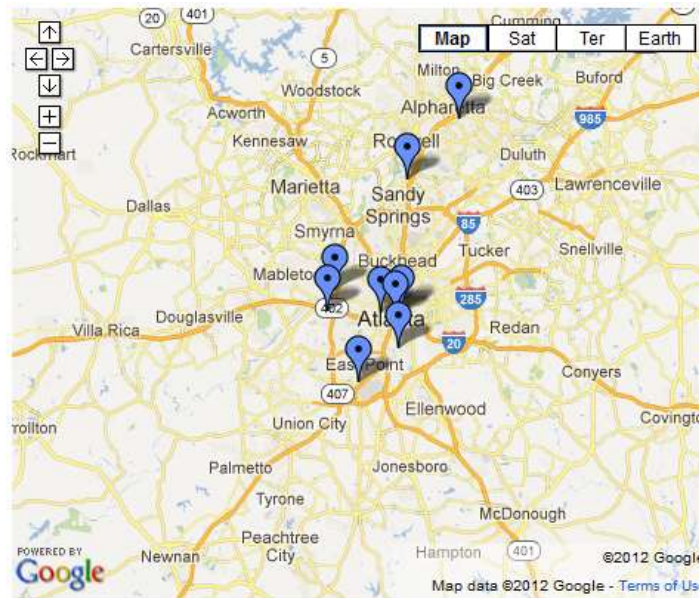 20
401
Cumming
Cartersville
Map
Sat
Ter
Earth
5
Milton
Big Creek
Buford
Woodstock
Alpharetta
Acworth
985
Kennesaw
Duluth
Marietta
Sandy
Springs
403
Lawrenceville
Dallas
85
Smyrna
Tucker
Snellville
Buckhead
Mableton
285
402
Douglasville
Atlanta
Villa Rica
Redan
20
East Point
Conyers
407
Ellenwood
Union City
Palmetto
Jonesboro
Tyrone
McDonough
Peachtree
City
POWERED BY
Google
Newnan
Hampton
401
©2012 Google
Map data ©2012 Google - Terms of Us